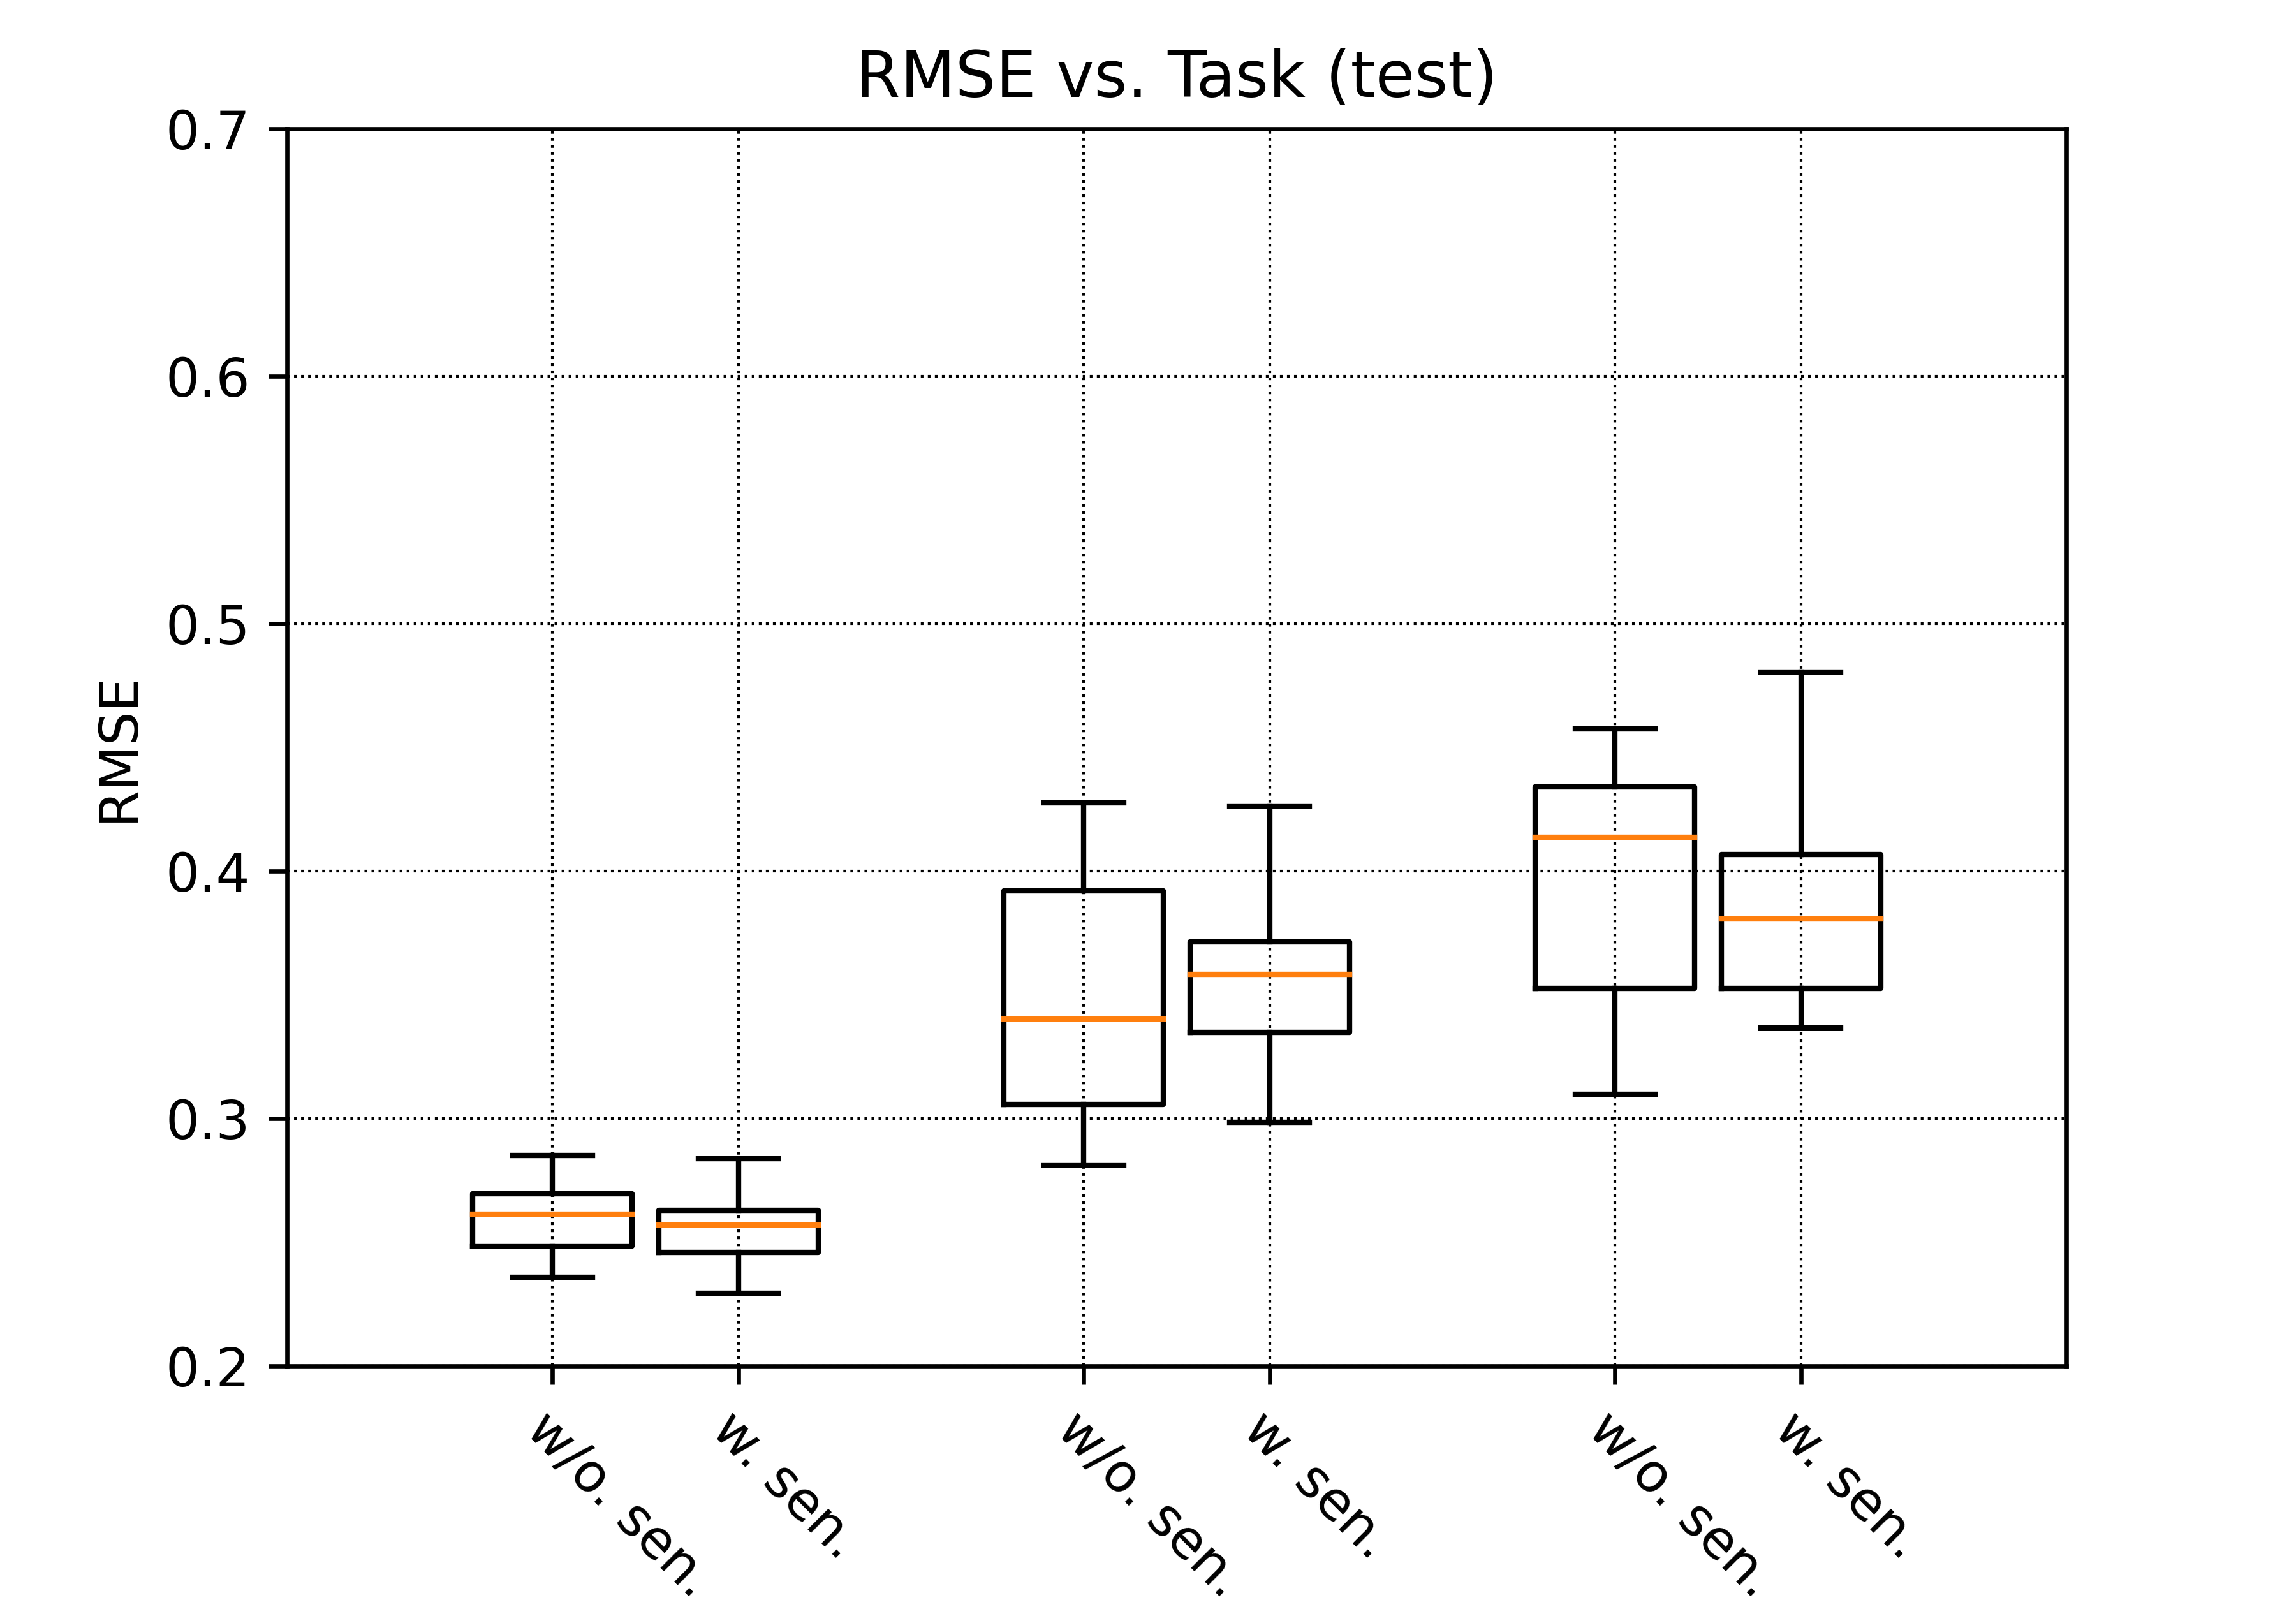 RMSE vs. Task (test)
0.7
0.6
0.5
0.4
0.3
0.2
RMSE
w/o. sen.
w. sen.
w/o. sen.
w. sen.
w/o. sen.
w. sen.